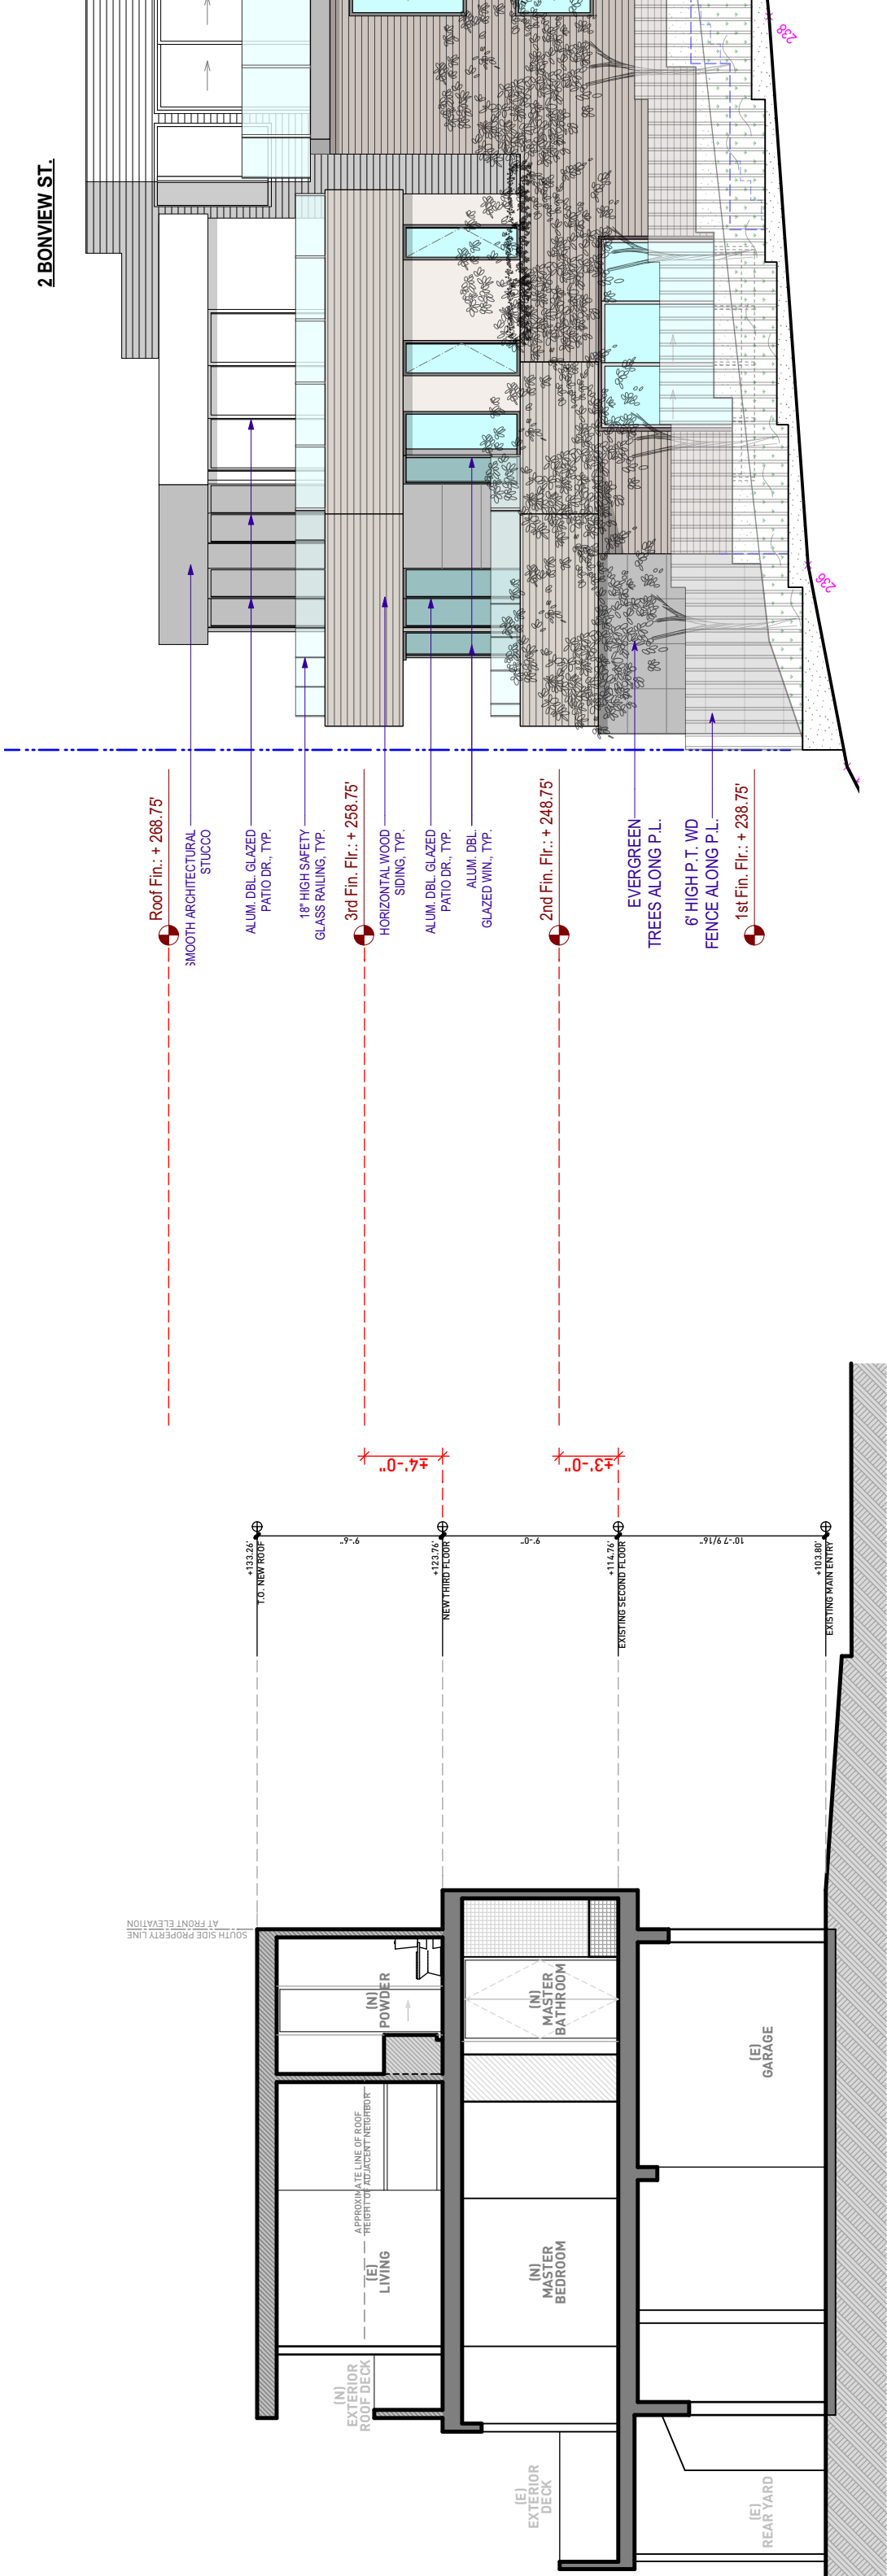 2 BONVIEW ST.
238
236
Roof Fin.: + 268.75'
SMOOTH ARCHITECTURAL
STUCCO
ALUM. DBL. GLAZED
PATIO DR., TYP.
18" HIGH SAFETY
GLASS RAILING, TYP.
3rd Fin. Flr.: + 258.75'
HORIZONTAL WOOD
SIDING, TYP.
ALUM. DBL. GLAZED
PATIO DR., TYP.
ALUM. DBL.
GLAZED WIN., TYP.
2nd Fin. Flr.: + 248.75'
EVERGREEN
TREES ALONG P.L.
6' HIGH P.T. WD
FENCE ALONG P.L.
1st Fin. Flr.: + 238.75'
±4'-0"
±3'-0"
+133.26'
T.O. NEW ROOF
9'-6"
+123.76'
NEW THIRD FLOOR
9'-0"
+114.76'
EXISTING SECOND FLOOR
10'-7 9/16"
+103.80'
EXISTING MAIN ENTRY
SOUTH SIDE PROPERTY LINE
AT FRONT ELEVATION
(N)
POWDER
(N)
MASTER
BATHROOM
(E)
GARAGE
APPROXIMATE LINE OF ROOF
HEIGHT OF ADJACENT NEIGHBOR
(E)
LIVING
(N)
MASTER
BEDROOM
(N)
EXTERIOR
ROOF DECK
(E)
EXTERIOR
DECK
(E)
REAR YARD